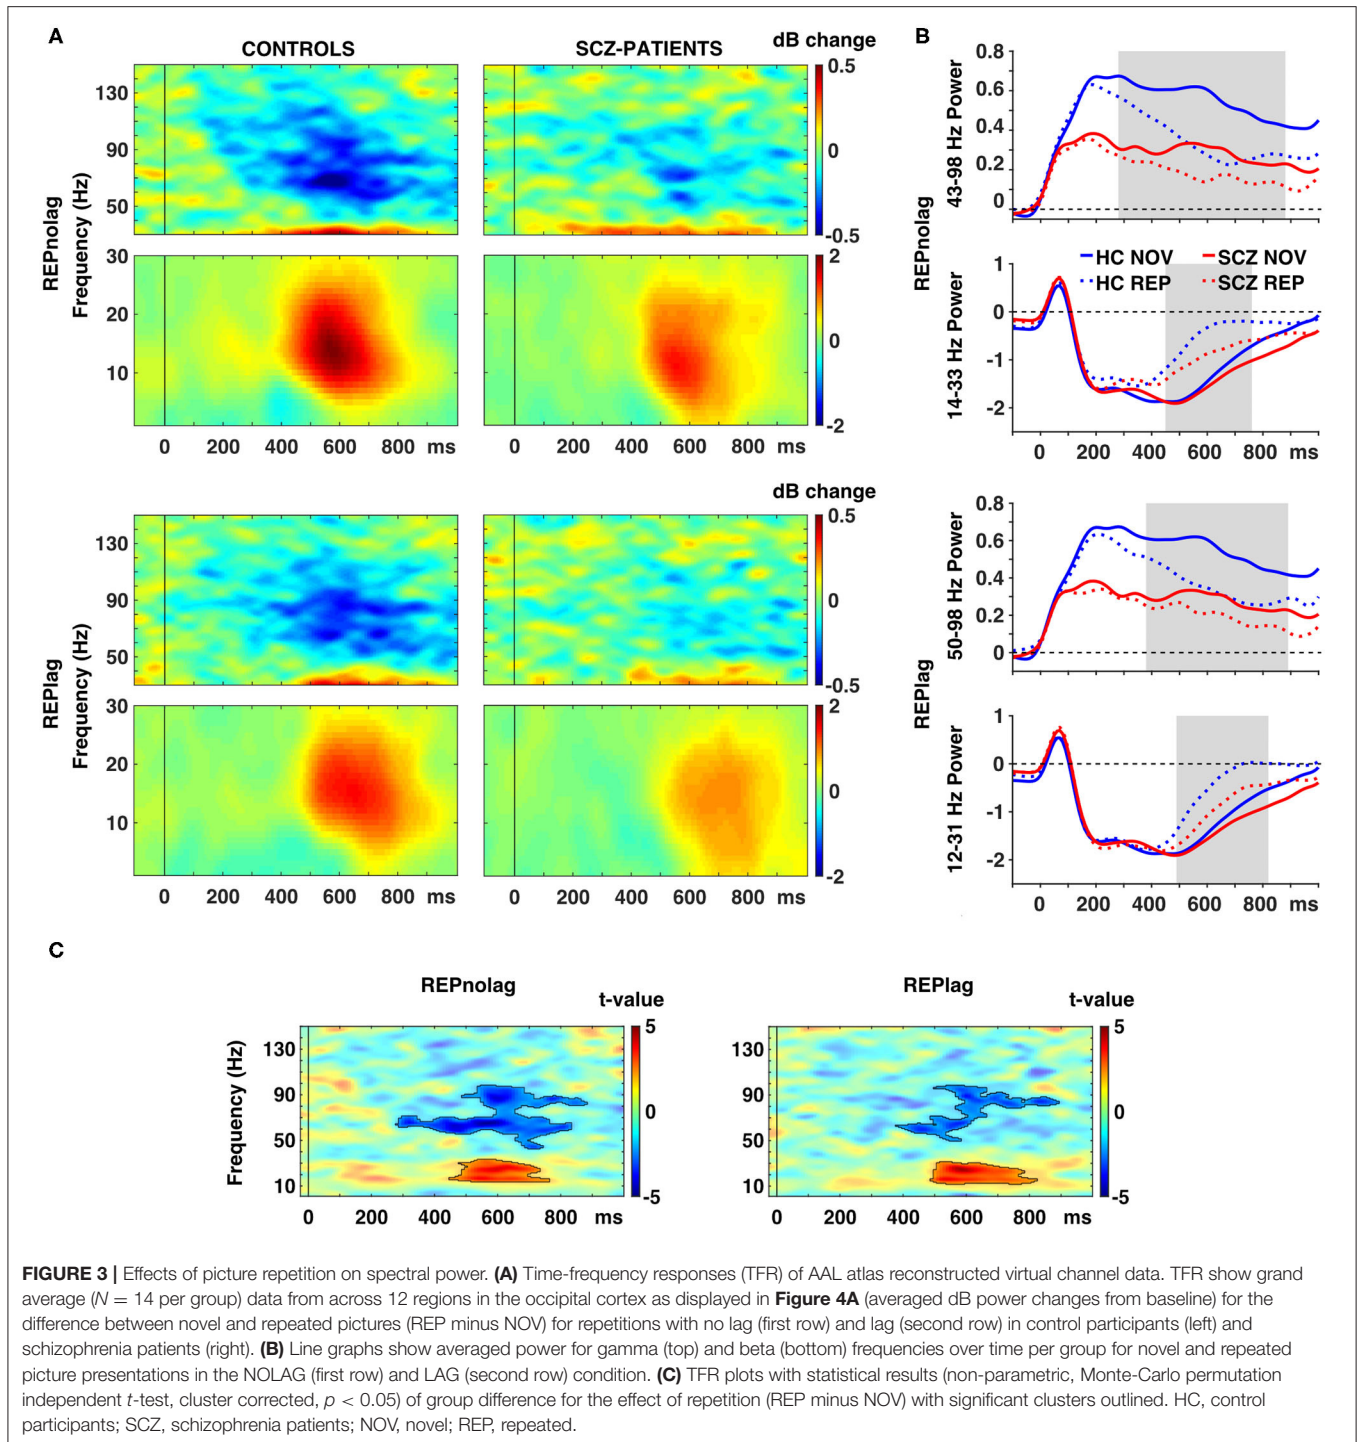 A
CONTROLS
SCZ-PATIENTS
dB change
REPnolag
Frequency (Hz)
130
90
50
0.5
0
-0.5
30
20
10
2
0
-2
0 200 400 600 800 ms
0 200 400 600 800 ms
dB change
REPlag
Frequency (Hz)
130
90
50
0.5
0
-0.5
30
20
10
2
0
-2
0 200 400 600 800 ms
0 200 400 600 800 ms
B
REPnolag
43-98 Hz Power
0.8
0.6
0.4
0.2
0
14-33 Hz Power
1
0
-1
-2
HC NOV
SCZ NOV
HC REP
SCZ REP
0 200 400 600 800 ms
REPlag
50-98 Hz Power
0.8
0.6
0.4
0.2
0
12-31 Hz Power
1
0
-1
-2
0 200 400 600 800 ms
C
REPnolag
t-value
Frequency (Hz)
130
90
50
10
5
0
-5
0 200 400 600 800 ms
REPlag
t-value
130
90
50
10
5
0
-5
0 200 400 600 800 ms
FIGURE 3 | Effects of picture repetition on spectral power. (A) Time-frequency responses (TFR) of AAL atlas reconstructed virtual channel data. TFR show grand
average (N = 14 per group) data from across 12 regions in the occipital cortex as displayed in Figure 4A (averaged dB power changes from baseline) for the
difference between novel and repeated pictures (REP minus NOV) for repetitions with no lag (first row) and lag (second row) in control participants (left) and
schizophrenia patients (right). (B) Line graphs show averaged power for gamma (top) and beta (bottom) frequencies over time per group for novel and repeated
picture presentations in the NOLAG (first row) and LAG (second row) condition. (C) TFR plots with statistical results (non-parametric, Monte-Carlo permutation
independent t-test, cluster corrected, p < 0.05) of group difference for the effect of repetition (REP minus NOV) with significant clusters outlined. HC, control
participants; SCZ, schizophrenia patients; NOV, novel; REP, repeated.